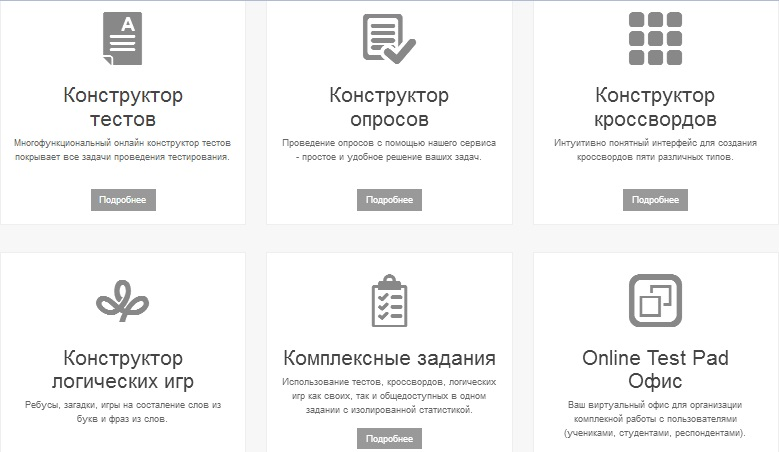 Конструктор
тестов
Многофункциональный онлайн конструктор тестов
покрывает все задачи проведения тестирования.
Подробнее
Конструктор
опросов
Проведение опросов с помощью нашего сервиса
- простое и удобное решение ваших задач.
Подробнее
Конструктор
кроссвордов
Интуитивно понятный интерфейс для создания
кроссвордов пяти различных типов.
Подробнее
Конструктор
логических игр
Ребусы, загадки, игры на состаление слов из
букв и фраз из слов.
Комплексные задания
Использование тестов, кроссвордов, логических
игр как своих, так и общедоступных в одном
задании с изолированной статистикой.
Подробнее
Online Test Pad
Офис
Ваш виртуальный офис для организации
комплекной работы с пользователями
(учениками, студентами, респондентами).